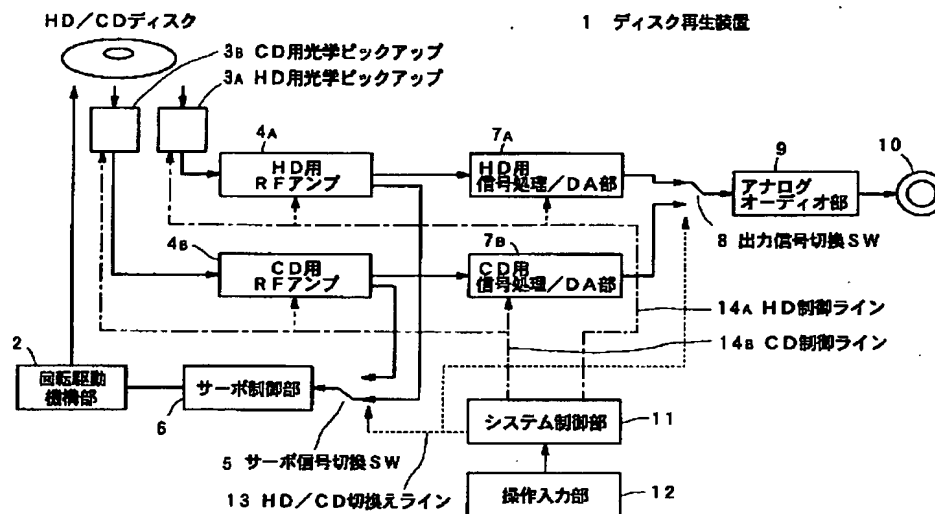 HD/CDディスク
1 ディスク再生装置
3B CD用光学ピックアップ
3A HD用光学ピックアップ
4A
HD用
RFアンプ
7A
HD用
信号処理/DA部
9
アナログ
オーディオ部
10
8 出力信号切換SW
4B
CD用
RFアンプ
7B
CD用
信号処理/DA部
14A HD制御ライン
14B CD制御ライン
2
回転駆動
機構部
サーボ制御部
6
5 サーボ信号切換SW
システム制御部
11
13 HD/CD切換えライン
操作入力部
12